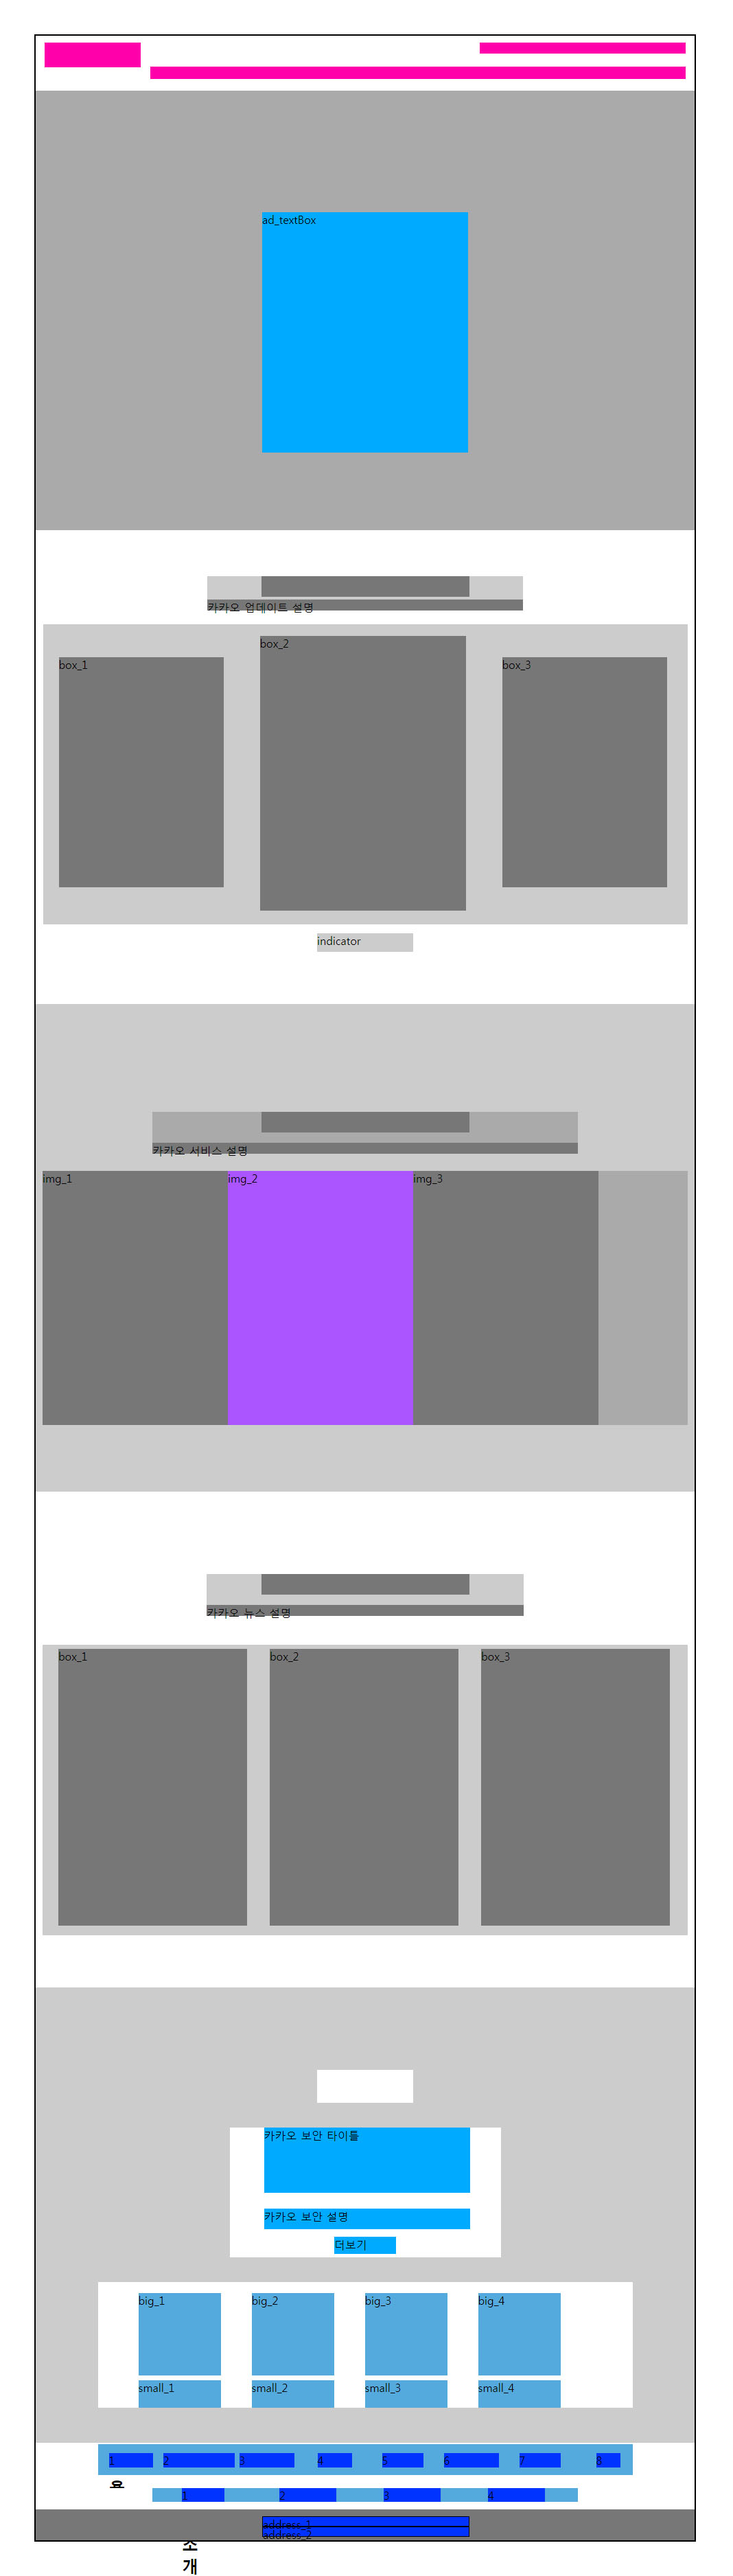 ad_textBox
카카오 업데이트 설명
box_1
box_2
box_3
indicator
카카오 서비스 설명
img_1
img_2
img_3
카카오 뉴스 설명
box_1
box_2
box_3
카카오 보안 타이틀
카카오 보안 설명
더보기
big_1
big_2
big_3
big_4
small_1
small_2
small_3
small_4
1
2
3
4
5
6
7
8
1
2
3
4
address_1
address_2
소
개